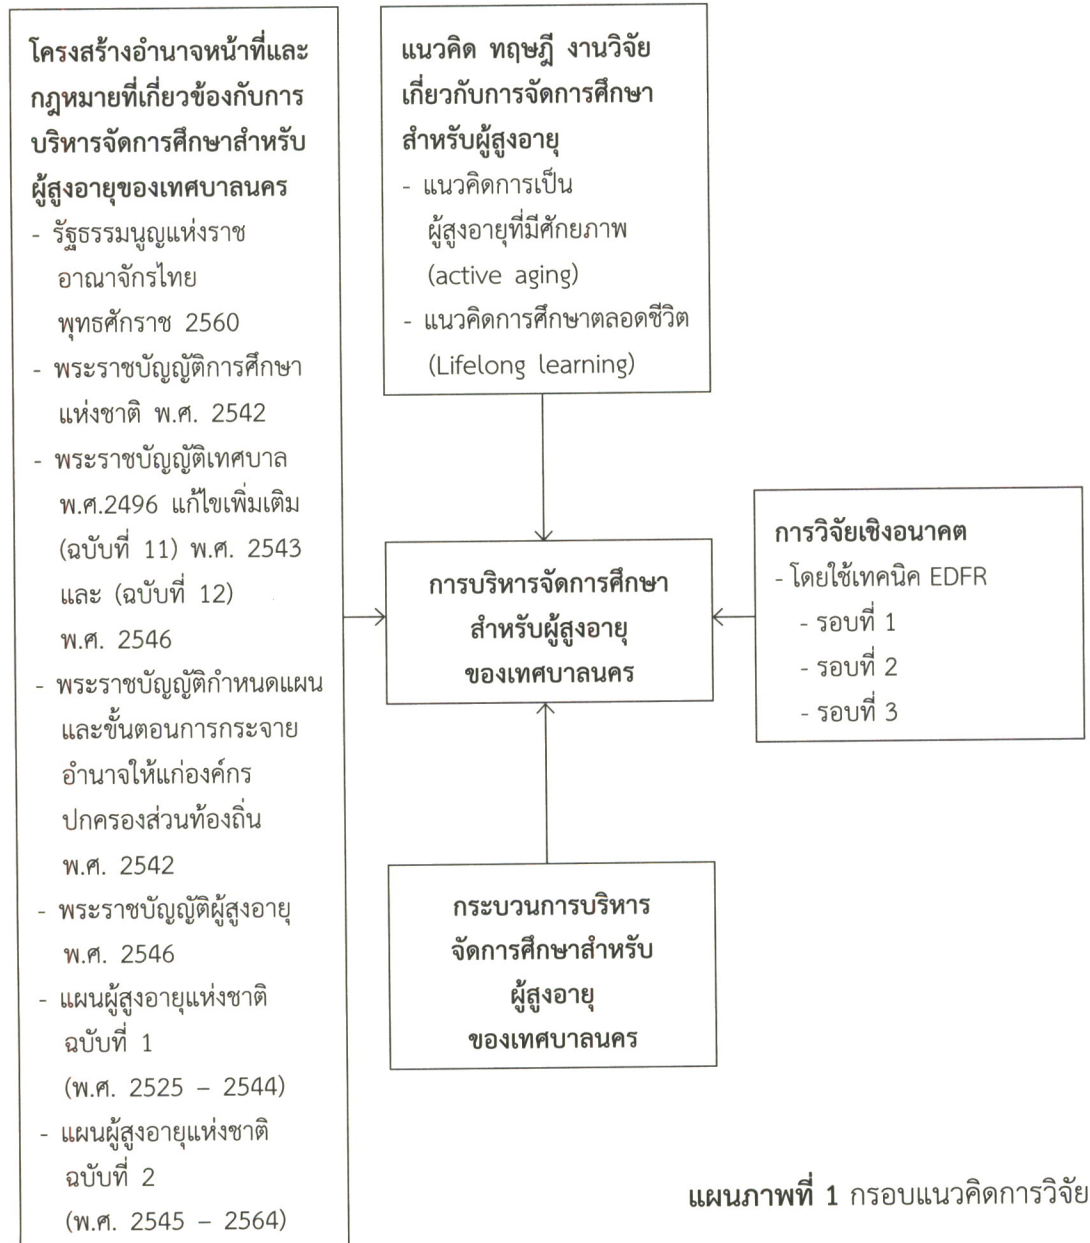 โครงสร้างอำนาจหน้าที่และ
กฎหมายที่เกี่ยวข้องกับการ
บริหารจัดการศึกษาสำหรับ
ผู้สูงอายุของเทศบาลนคร
- รัฐธรรมนูญแห่งราช
อาณาจักรไทย
พุทธศักราช 2560
- พระราชบัญญัติการศึกษา
แห่งชาติ พ.ศ. 2542
- พระราชบัญญัติเทศบาล
พ.ศ.2496 แก้ไขเพิ่มเติม
(ฉบับที่ 11) พ.ศ. 2543
และ (ฉบับที่ 12)
พ.ศ. 2546
- พระราชบัญญัติกำหนดแผน
และขั้นตอนการกระจาย
อำนาจให้แก่องค์กร
ปกครองส่วนท้องถิ่น
พ.ศ. 2542
- พระราชบัญญัติผู้สูงอายุ
พ.ศ. 2546
- แผนผู้สูงอายุแห่งชาติ
ฉบับที่ 1
(พ.ศ. 2525 – 2544)
- แผนผู้สูงอายุแห่งชาติ
ฉบับที่ 2
(พ.ศ. 2545 – 2564)
แนวคิด ทฤษฎี งานวิจัย
เกี่ยวกับการจัดการศึกษา
สำหรับผู้สูงอายุ
- แนวคิดการเป็น
ผู้สูงอายุที่มีศักยภาพ
(active aging)
- แนวคิดการศึกษาตลอดชีวิต
(Lifelong learning)
การบริหารจัดการศึกษา
สำหรับผู้สูงอายุ
ของเทศบาลนคร
การวิจัยเชิงอนาคต
- โดยใช้เทคนิค EDFR
- รอบที่ 1
- รอบที่ 2
- รอบที่ 3
กระบวนการบริหาร
จัดการศึกษาสำหรับ
ผู้สูงอายุ
ของเทศบาลนคร
แผนภาพที่ 1 กรอบแนวคิดการวิจัย